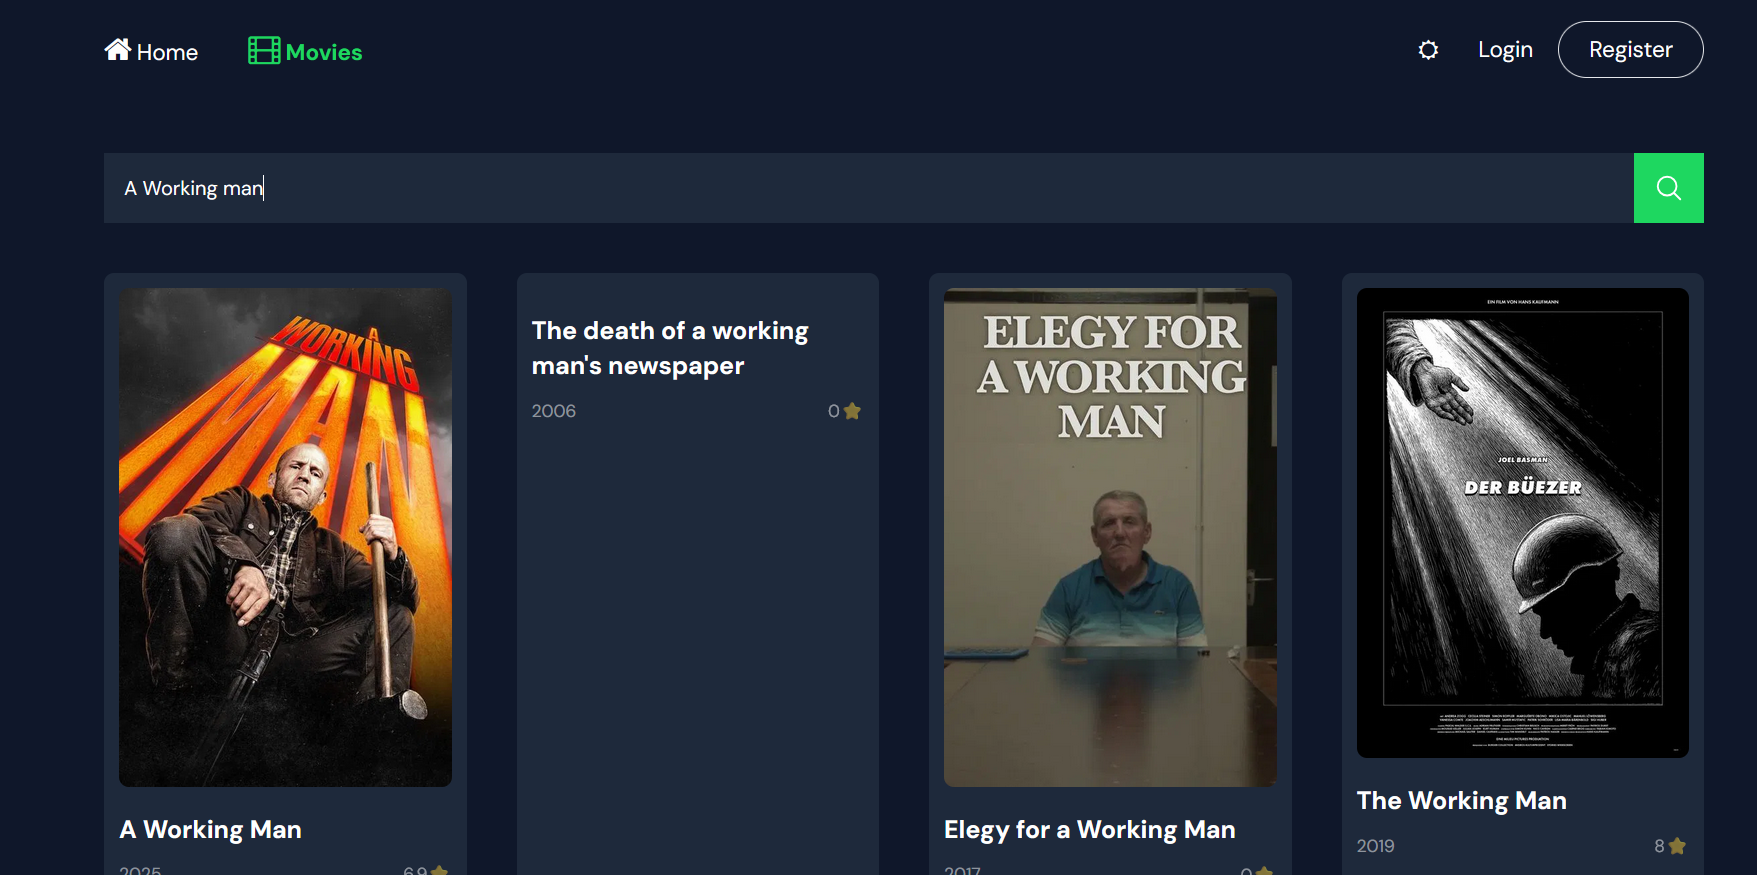 Home
Movies
Login
Register
A Working man
A
WORKING
MAN
A Working Man
2025
6.9
The death of a working
man's newspaper
2006
0
ELEGY FOR
A WORKING
MAN
Elegy for a Working Man
2017
0
EIN FILM VON HANS KAUFMANN
JOEL BASMAN
DER BÜEZER
The Working Man
2019
8